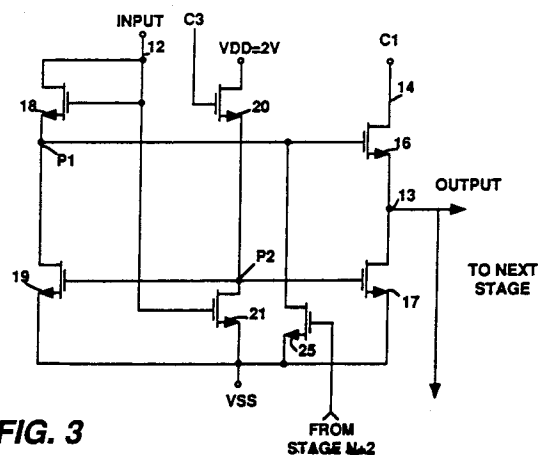 INPUT
12
C3
VDD=2V
C1
14
18
20
16
P1
13
OUTPUT
P2
TO NEXT
STAGE
19
21
25
17
VSS
FIG. 3
FROM
STAGE N+2